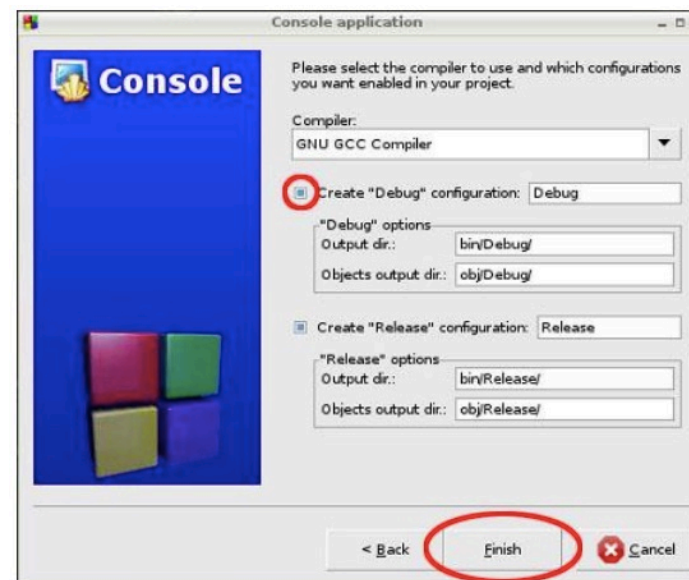 Console application
Console
Please select the compiler to use and which configurations
you want enabled in your project.
Compiler:
GNU GCC Compiler
Create "Debug" configuration: Debug
"Debug" options
Output dir.: bin/Debug/
Objects output dir.: obj/Debug/
Create "Release" configuration: Release
"Release" options
Output dir.: bin/Release/
Objects output dir.: obj/Release/
< Back Finish Cancel